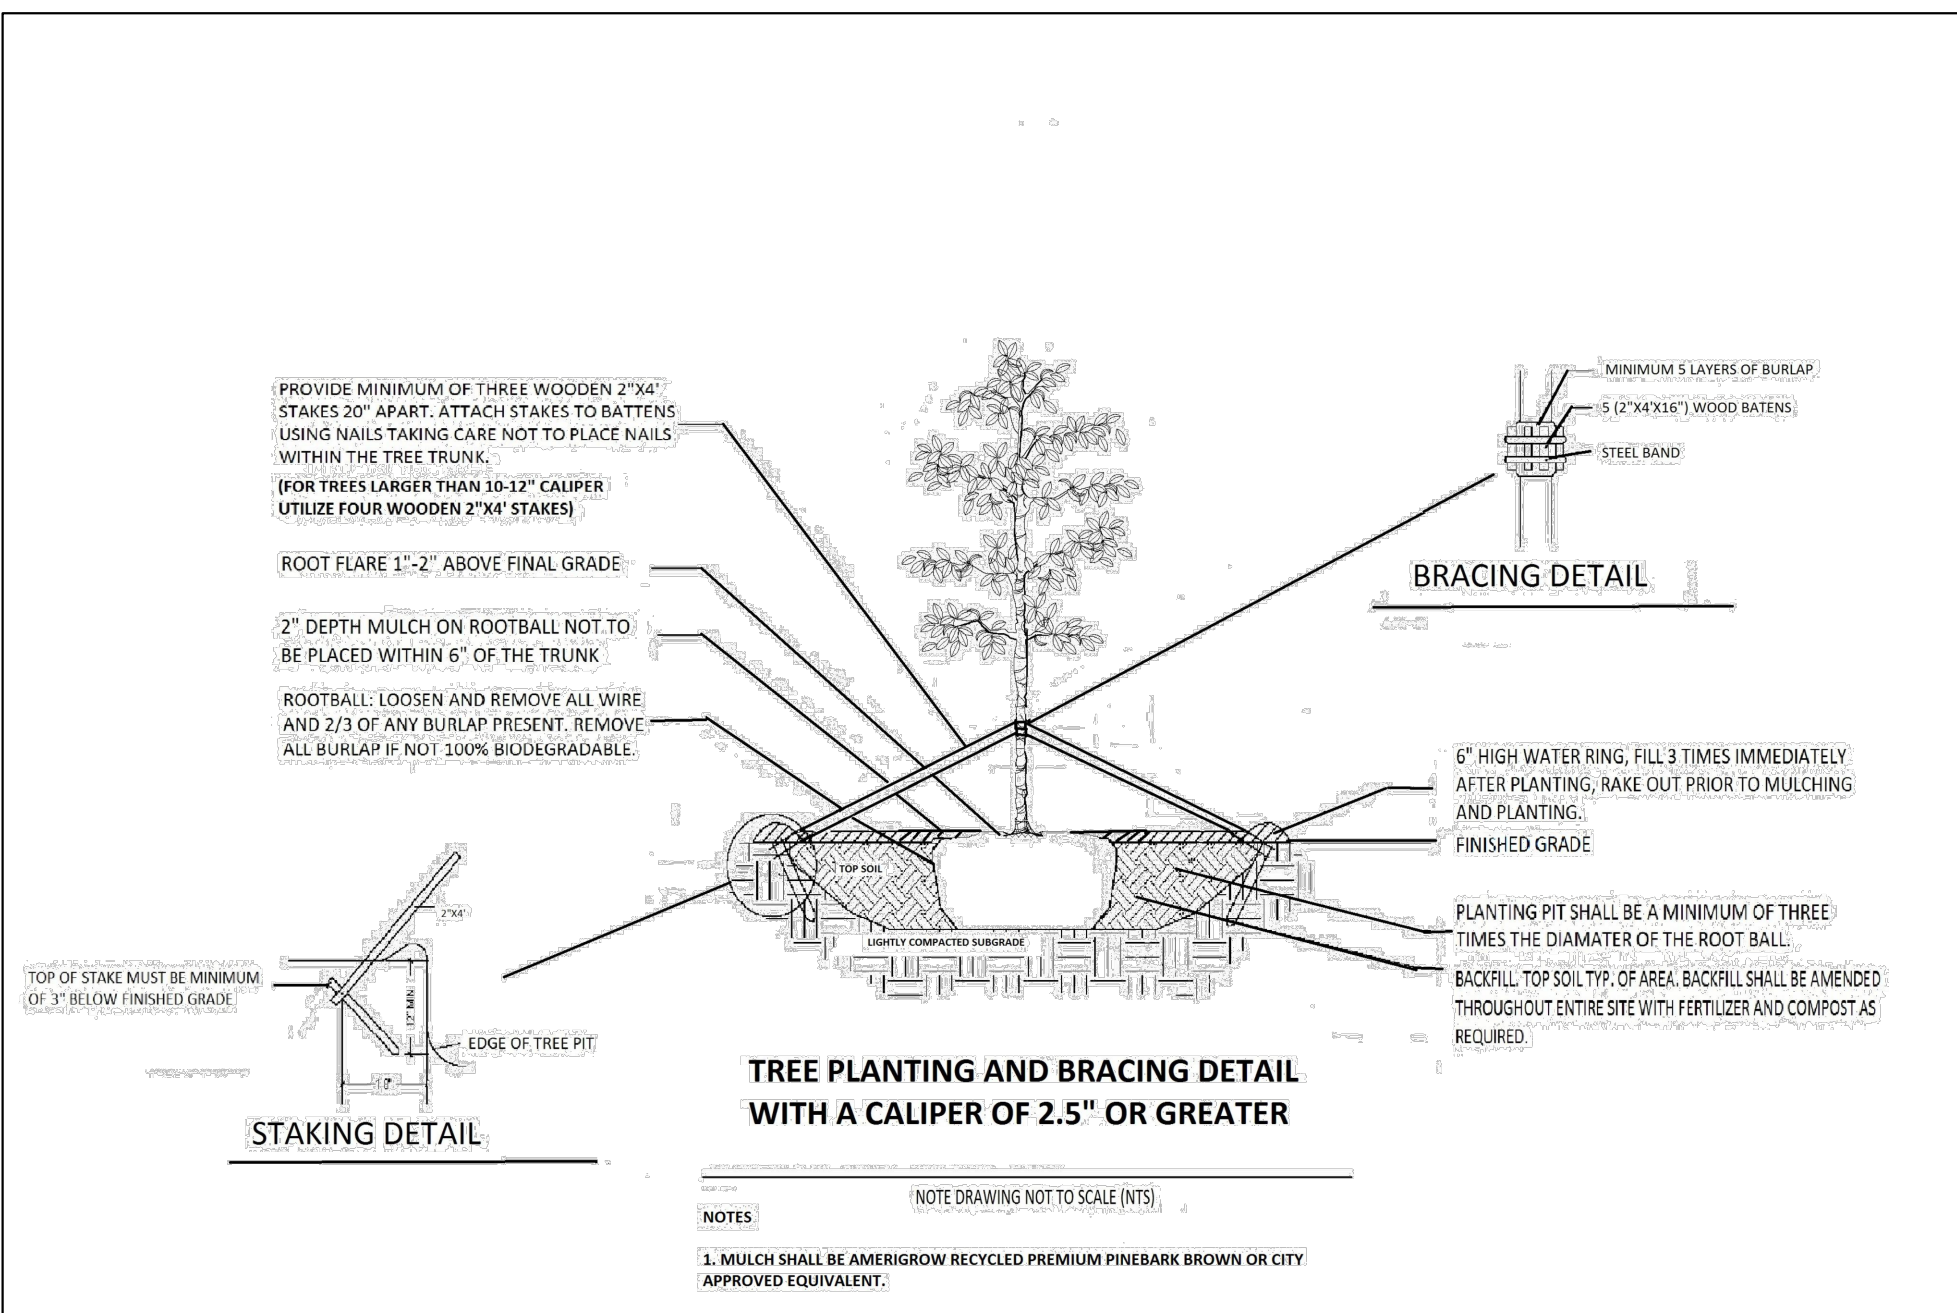 PROVIDE MINIMUM OF THREE WOODEN 2"X4'
STAKES 20" APART. ATTACH STAKES TO BATTENS
USING NAILS TAKING CARE NOT TO PLACE NAILS
WITHIN THE TREE TRUNK.
(FOR TREES LARGER THAN 10-12" CALIPER
UTILIZE FOUR WOODEN 2"X4' STAKES)
ROOT FLARE 1"-2" ABOVE FINAL GRADE
2" DEPTH MULCH ON ROOTBALL NOT TO
BE PLACED WITHIN 6" OF THE TRUNK
ROOTBALL: LOOSEN AND REMOVE ALL WIRE
AND 2/3 OF ANY BURLAP PRESENT. REMOVE
ALL BURLAP IF NOT 100% BIODEGRADABLE.
MINIMUM 5 LAYERS OF BURLAP
5 (2"X4'X16") WOOD BATENS
STEEL BAND
BRACING DETAIL
6" HIGH WATER RING, FILL 3 TIMES IMMEDIATELY
AFTER PLANTING, RAKE OUT PRIOR TO MULCHING
AND PLANTING.
FINISHED GRADE
PLANTING PIT SHALL BE A MINIMUM OF THREE
TIMES THE DIAMATER OF THE ROOT BALL.
BACKFILL. TOP SOIL TYP. OF AREA. BACKFILL SHALL BE AMENDED
THROUGHOUT ENTIRE SITE WITH FERTILIZER AND COMPOST AS
REQUIRED.
TOP SOIL
LIGHTLY COMPACTED SUBGRADE
2"X4'
TOP OF STAKE MUST BE MINIMUM
OF 3" BELOW FINISHED GRADE
12" MIN
EDGE OF TREE PIT
STAKING DETAIL
TREE PLANTING AND BRACING DETAIL
WITH A CALIPER OF 2.5" OR GREATER
NOTE DRAWING NOT TO SCALE (NTS)
NOTES
1. MULCH SHALL BE AMERIGROW RECYCLED PREMIUM PINEBARK BROWN OR CITY
APPROVED EQUIVALENT.